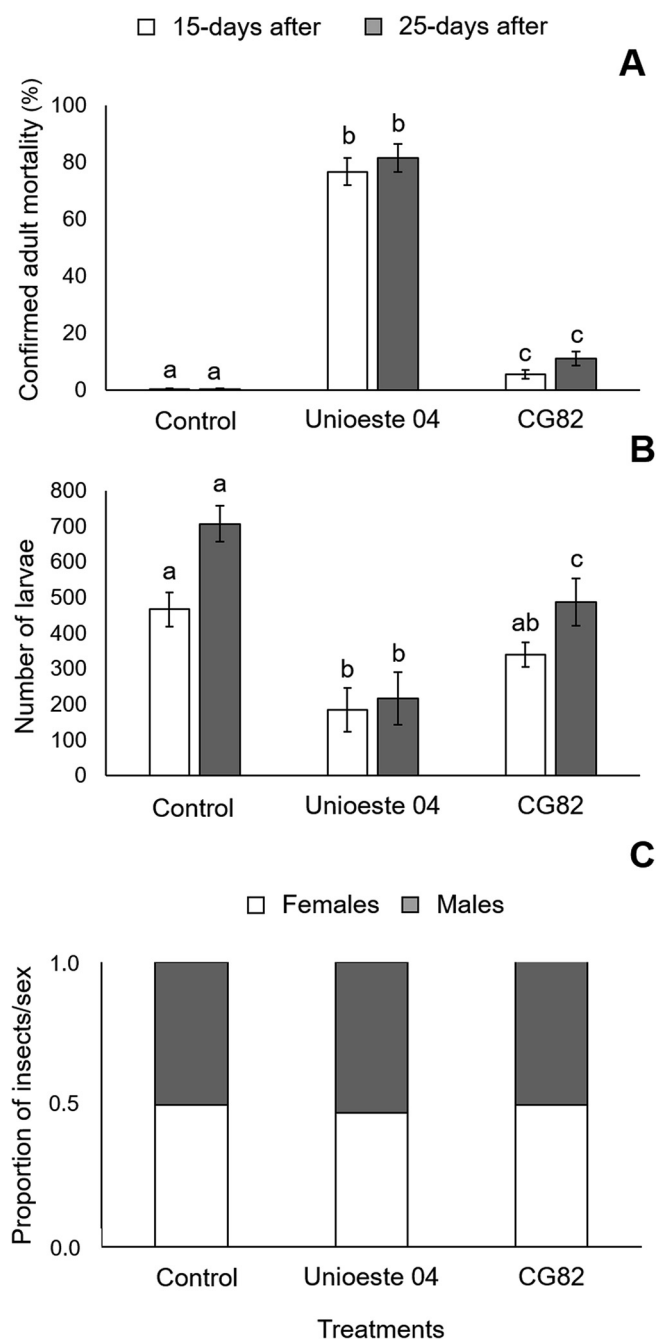 15-days after 25-days after
A
Confirmed adult mortality (%)
100
80
60
40
20
0
a a
b b
c c
Control Unioeste 04 CG82
B
Number of larvae
800
700
600
500
400
300
200
100
0
a a
b b
ab c
Control Unioeste 04 CG82
C
Females Males
Proportion of insects/sex
1.0
0.5
0.0
Control Unioeste 04 CG82
Treatments